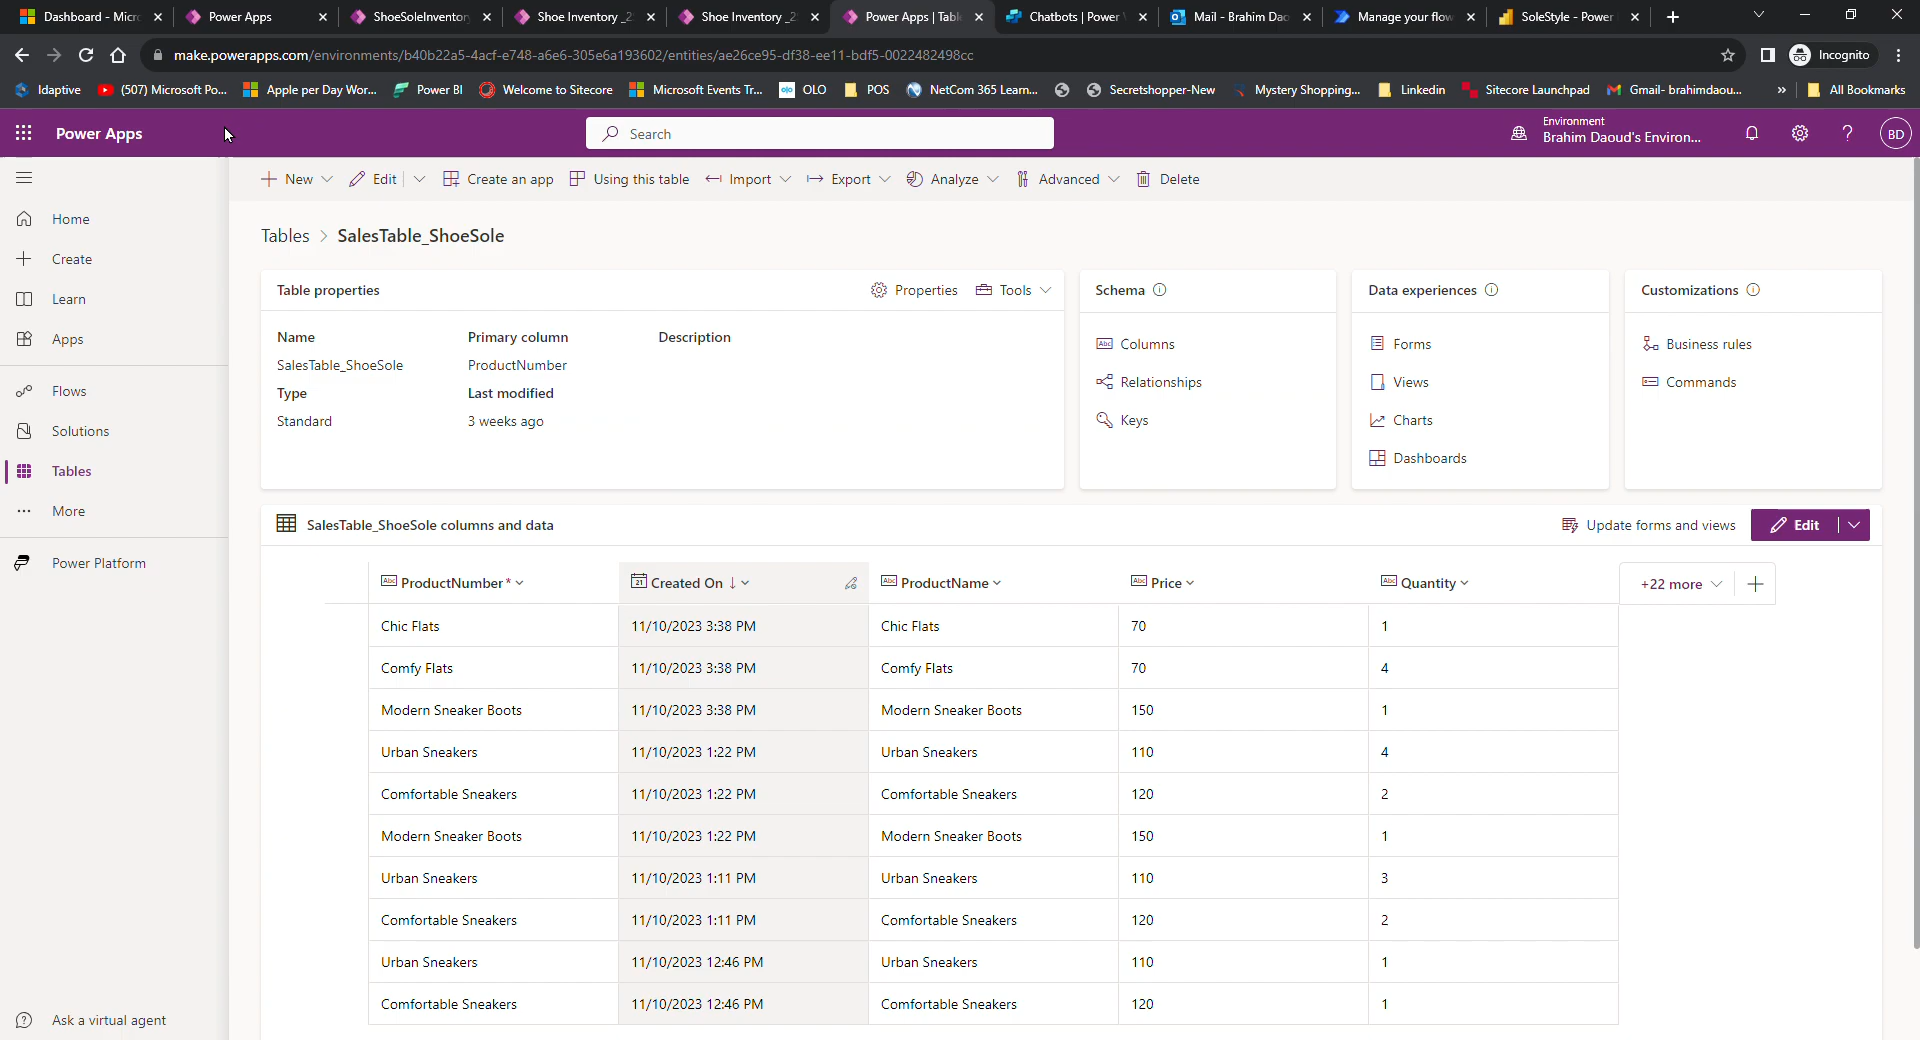 Dashboard - Micr
Power Apps
ShoeSoleInventor
Shoe Inventory _2
Shoe Inventory _2
Power Apps | Tabl
Chatbots | Power
Mail - Brahim Dao
Manage your flow
SoleStyle - Power
make.powerapps.com/environments/b40b22a5-4acf-e748-a6e6-305e6a193602/entities/ae26ce95-df38-ee11-bdf5-0022482498cc
Incognito
Idaptive
(507) Microsoft Po...
Apple per Day Wor...
Power BI
Welcome to Sitecore
Microsoft Events Tr...
OLO
POS
NetCom 365 Learn...
Secretshopper-New
Mystery Shopping...
Linkedin
Sitecore Launchpad
Gmail- brahimdaou...
»
All Bookmarks
Power Apps
Search
Environment
Brahim Daoud's Environ...
?
BD
New
Edit
Create an app
Using this table
Import
Export
Analyze
Advanced
Delete
Home
Create
Learn
Apps
Flows
Solutions
Tables
More
Power Platform
Ask a virtual agent
Tables > SalesTable_ShoeSole
Table properties
Properties
Tools
Name
Primary column
Description
SalesTable_ShoeSole
ProductNumber
Type
Last modified
Standard
3 weeks ago
Schema
Columns
Relationships
Keys
Data experiences
Forms
Views
Charts
Dashboards
Customizations
Business rules
Commands
SalesTable_ShoeSole columns and data
Update forms and views
Edit
Abc ProductNumber *
21 Created On ↓
Abc ProductName
Abc Price
Abc Quantity
+22 more
Chic Flats 11/10/2023 3:38 PM Chic Flats 70 1
Comfy Flats 11/10/2023 3:38 PM Comfy Flats 70 4
Modern Sneaker Boots 11/10/2023 3:38 PM Modern Sneaker Boots 150 1
Urban Sneakers 11/10/2023 1:22 PM Urban Sneakers 110 4
Comfortable Sneakers 11/10/2023 1:22 PM Comfortable Sneakers 120 2
Modern Sneaker Boots 11/10/2023 1:22 PM Modern Sneaker Boots 150 1
Urban Sneakers 11/10/2023 1:11 PM Urban Sneakers 110 3
Comfortable Sneakers 11/10/2023 1:11 PM Comfortable Sneakers 120 2
Urban Sneakers 11/10/2023 12:46 PM Urban Sneakers 110 1
Comfortable Sneakers 11/10/2023 12:46 PM Comfortable Sneakers 120 1